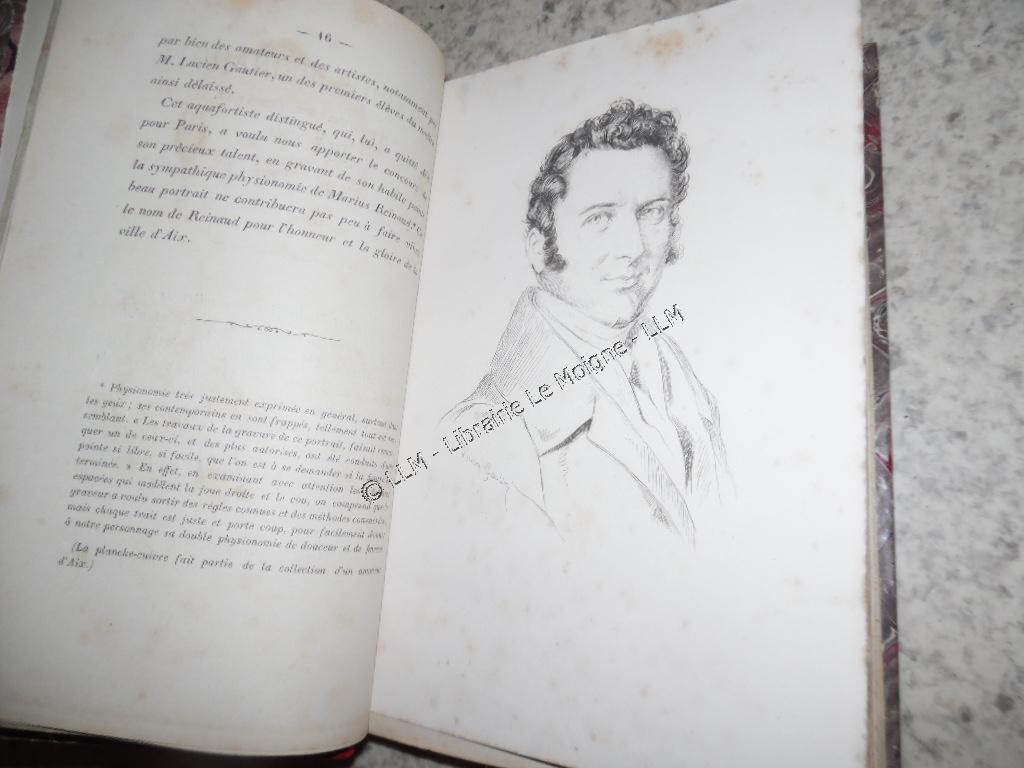 — 16 —
par bien des amateurs et des artistes, notamment par
M. Lucien Gautier, un des premiers élèves du maître
ainsi délaissé.
Cet aquafortiste distingué, qui, lui, a quitté
pour Paris, a voulu nous apporter le concours de
son précieux talent, en gravant de son habile
la sympathique physionomie de Marius Reinaud.* Ce
beau portrait ne contribuera pas peu à faire vivre
le nom de Reinaud pour l'honneur et la gloire de la
ville d'Aix.
* Physionomie très justement exprimée en général, surtout
les yeux; ses contemporains en sont frappés, tellement tout est
semblant. « Les travaux de la gravure de ce portrait, faisait
quer un de ceux-ci, et des plus autorisés, ont été conduits
pointe si libre, si facile, que l'on est à se demander si la
terminée. » En effet, en examinant avec attention les
espacées qui modèlent la joue droite et le cou, on comprend que
graveur a voulu sortir des règles connues et des méthodes
mais chaque trait est juste et porte coup, pour facilement
à notre personnage sa double physionomie de douceur et de
(La planche-cuivre fait partie de la collection d'un
d'Aix.)
© LLM - Librairie Le Moigne - LLM